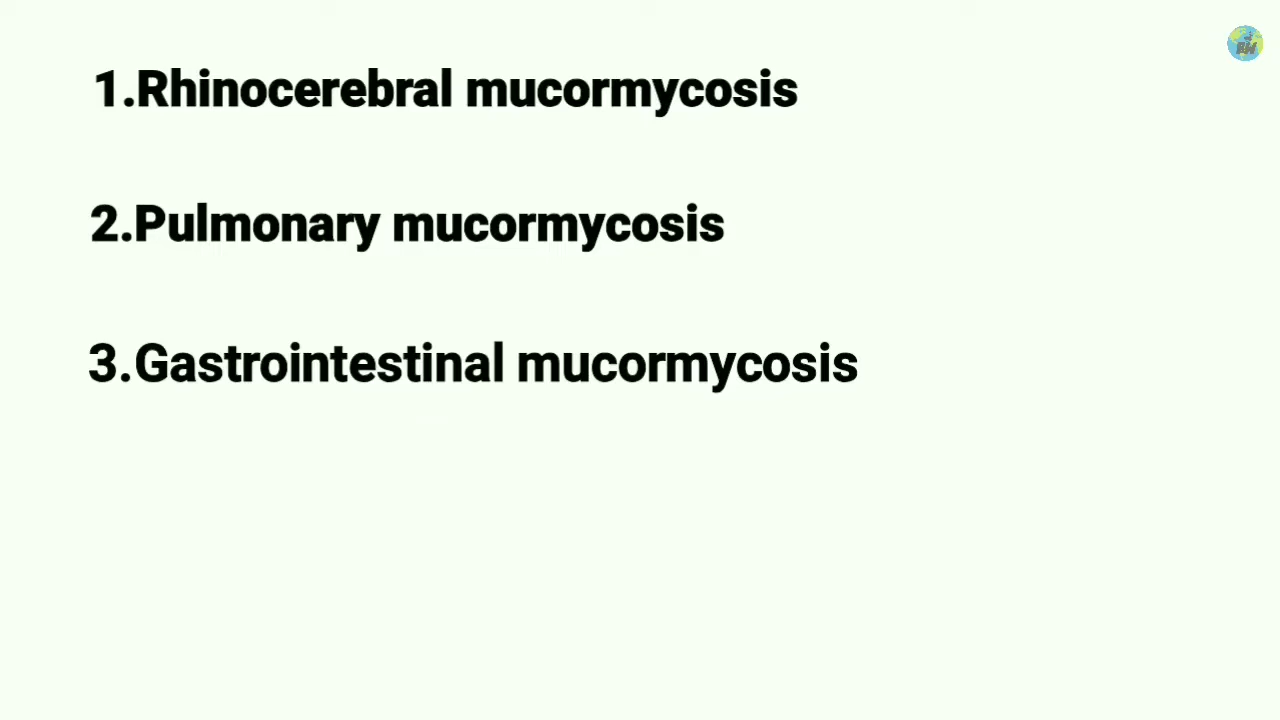 1.Rhinocerebral mucormycosis
2.Pulmonary mucormycosis
3.Gastrointestinal mucormycosis